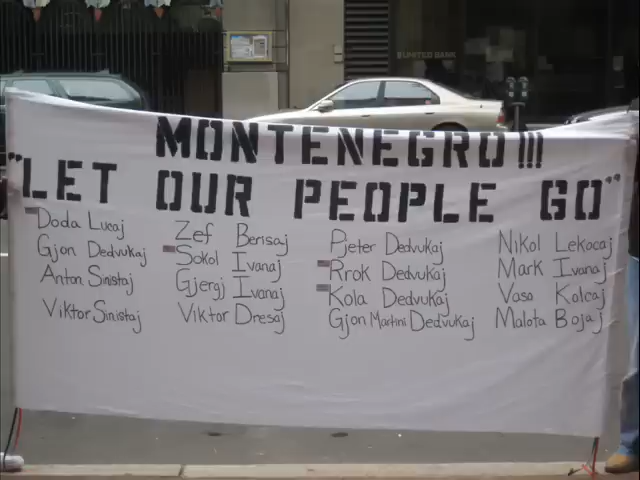 UNITED BANK
MONTENEGRO!!!
"LET OUR PEOPLE GO"
Doda Lucaj
Gjon Dedvukaj
Anton Sinistaj
Viktor Sinistaj
Zef Berisaj
Sokol Ivanaj
Gjergj Ivanaj
Viktor Dresaj
Pjeter Dedvukaj
Rrok Dedvukaj
Kola Dedvukaj
Gjon Martini Dedvukaj
Nikol Lekocaj
Mark Ivanaj
Vaso Kolcaj
Malota Bojaj